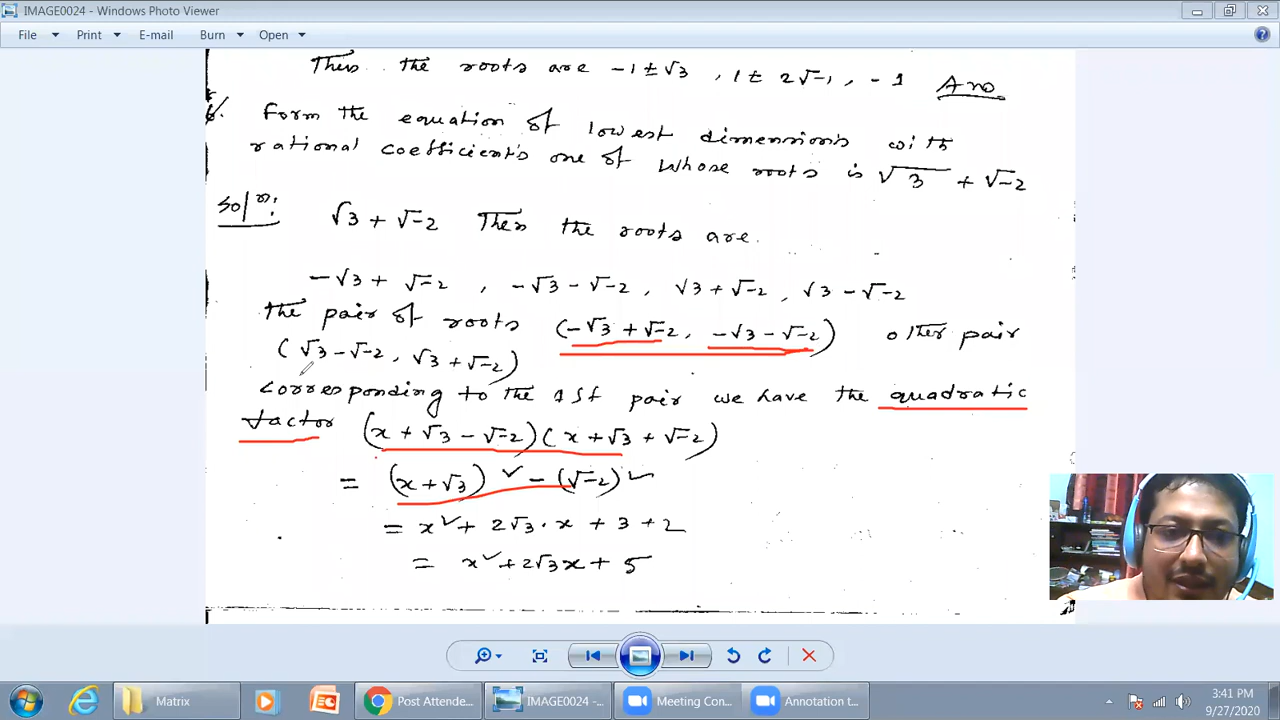 IMAGE0024 - Windows Photo Viewer
File Print E-mail Burn Open
Then the roots are -1±√3, 1±2√-1, -1 Ans
6. Form the equation of lowest dimensions with
rational coefficients one of whose roots is √3 + √-2
Solⁿ: √3 + √-2 Then the roots are.
-√3 + √-2, -√3 - √-2, √3 + √-2, √3 - √-2
The pair of roots (-√3 + √-2, -√3 - √-2) other pair
(√3 - √-2, √3 + √-2)
corresponding to the 1st pair we have the quadratic
factor (x + √3 - √-2)(x + √3 + √-2)
= (x + √3)² - (√-2)²
= x² + 2√3·x + 3 + 2
= x² + 2√3x + 5
Matrix
Post Attende...
IMAGE0024 -...
Meeting Con...
Annotation t...
3:41 PM
9/27/2020